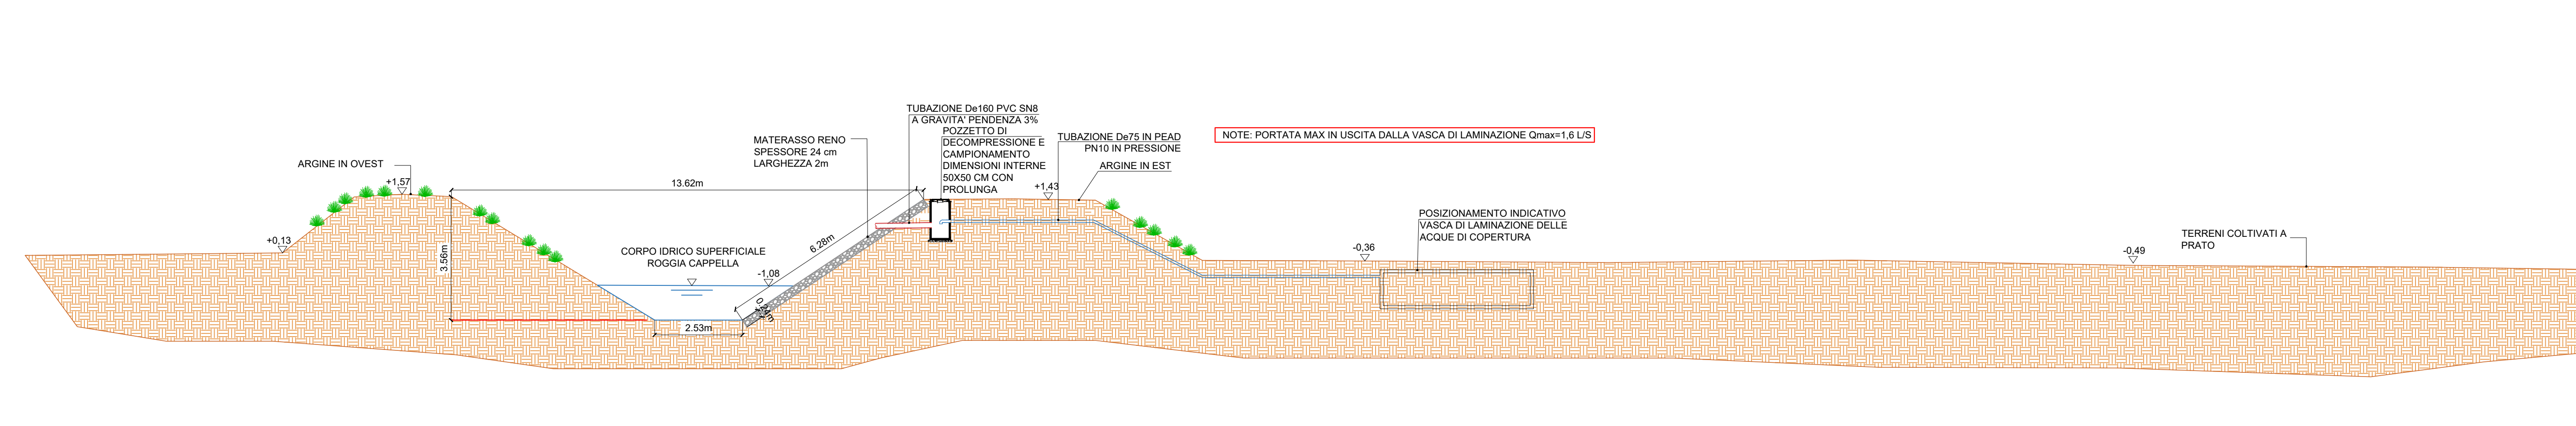 ARGINE IN OVEST
+1,57
+0,13
3.56m
13.62m
CORPO IDRICO SUPERFICIALE
ROGGIA CAPPELLA
-1,08
2.53m
6.28m
MATERASSO RENO
SPESSORE 24 cm
LARGHEZZA 2m
TUBAZIONE De160 PVC SN8
A GRAVITA' PENDENZA 3%
POZZETTO DI
DECOMPRESSIONE E
CAMPIONAMENTO
DIMENSIONI INTERNE
50X50 CM CON
PROLUNGA
TUBAZIONE De75 IN PEAD
PN10 IN PRESSIONE
ARGINE IN EST
+1,43
NOTE: PORTATA MAX IN USCITA DALLA VASCA DI LAMINAZIONE Qmax=1,6 L/S
-0,36
POSIZIONAMENTO INDICATIVO
VASCA DI LAMINAZIONE DELLE
ACQUE DI COPERTURA
-0,49
TERRENI COLTIVATI A
PRATO